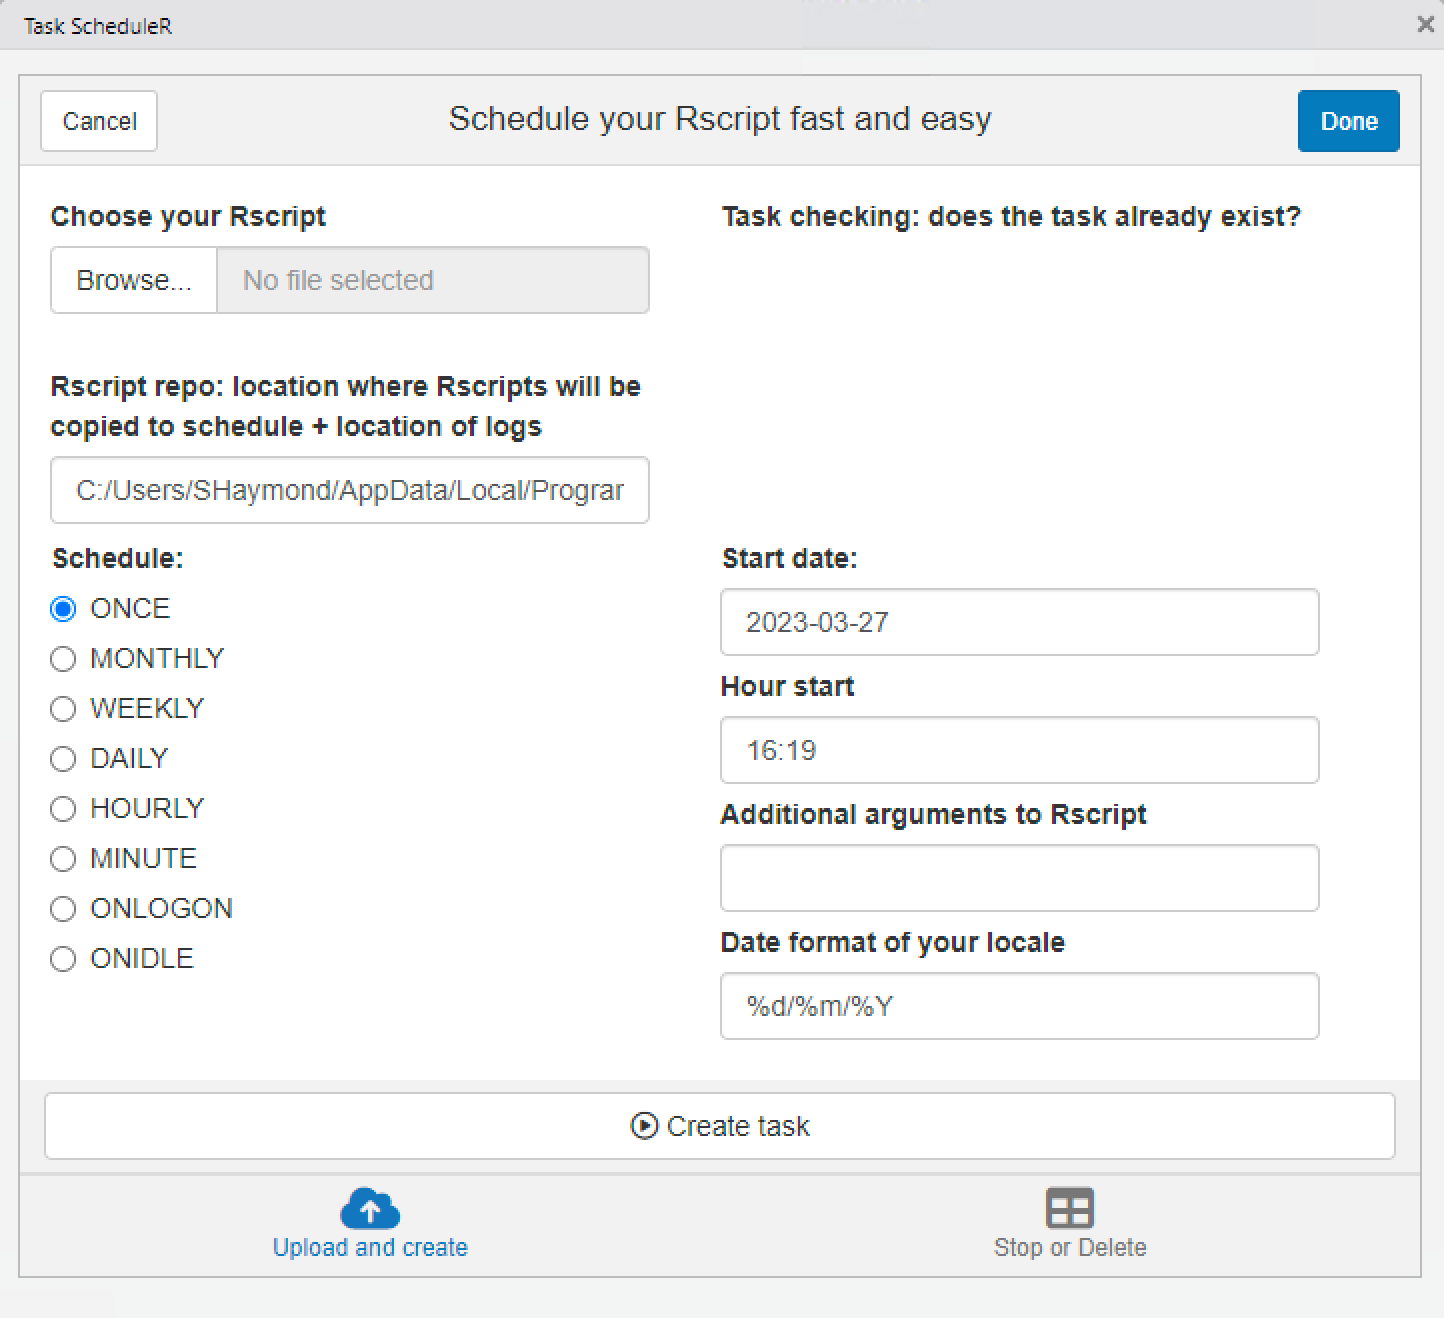 Task ScheduleR
Cancel
Schedule your Rscript fast and easy
Done
Choose your Rscript
Browse...
No file selected
Task checking: does the task already exist?
Rscript repo: location where Rscripts will be
copied to schedule + location of logs
C:/Users/SHaymond/AppData/Local/Prograr
Schedule:
ONCE
MONTHLY
WEEKLY
DAILY
HOURLY
MINUTE
ONLOGON
ONIDLE
Start date:
2023-03-27
Hour start
16:19
Additional arguments to Rscript
Date format of your locale
%d/%m/%Y
Create task
Upload and create
Stop or Delete